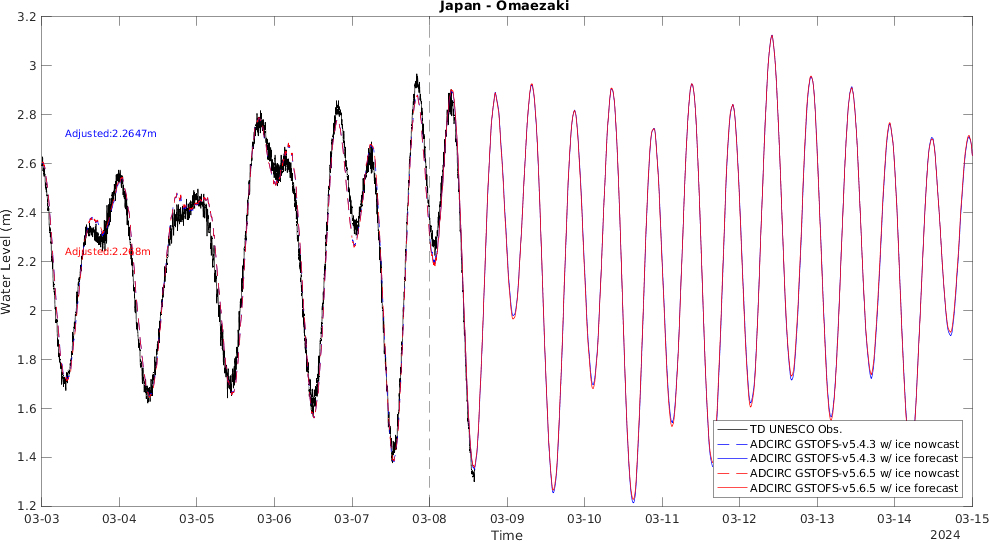 Japan - Omaezaki
3.2
3
2.8
2.6
2.4
2.2
2
1.8
1.6
1.4
1.2
Water Level (m)
Adjusted:2.2647m
Adjusted:2.268m
TD UNESCO Obs.
ADCIRC GSTOFS-v5.4.3 w/ ice nowcast
ADCIRC GSTOFS-v5.4.3 w/ ice forecast
ADCIRC GSTOFS-v5.6.5 w/ ice nowcast
ADCIRC GSTOFS-v5.6.5 w/ ice forecast
03-03 03-04 03-05 03-06 03-07 03-08 03-09 03-10 03-11 03-12 03-13 03-14 03-15
Time
2024